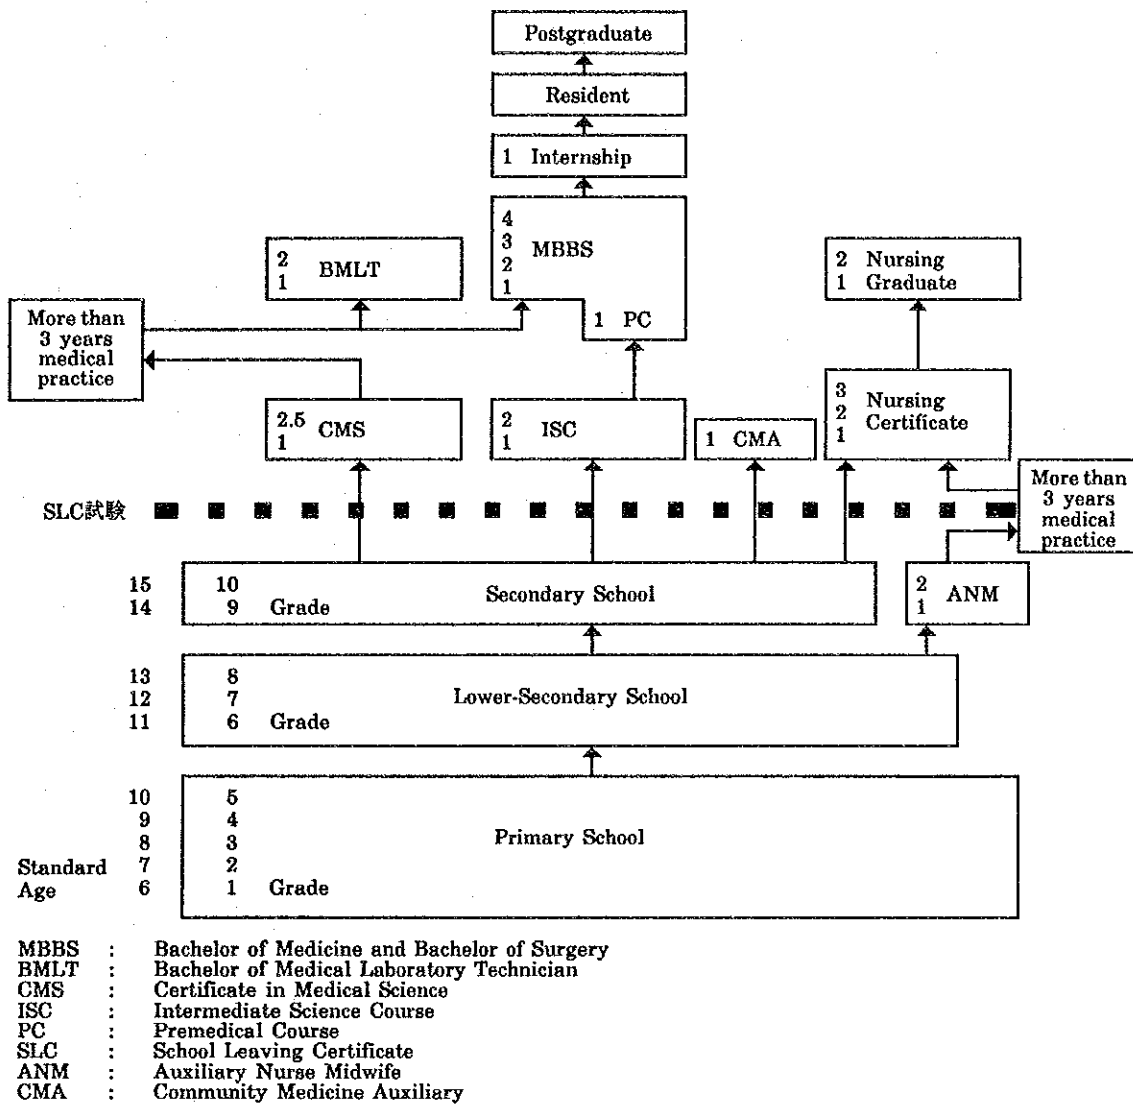 Postgraduate
Resident
1 Internship
4
3
2
1
MBBS
1 PC
2
1
BMLT
2 Nursing
1 Graduate
More than
3 years
medical
practice
2.5
1
CMS
2
1
ISC
1 CMA
3
2
1
Nursing
Certificate
More than
3 years
medical
practice
SLC試験
15 10
14 9 Grade
Secondary School
2
1
ANM
13 8
12 7
11 6 Grade
Lower-Secondary School
10 5
9 4
8 3
Primary School
Standard 7 2
Age 6 1 Grade
MBBS : Bachelor of Medicine and Bachelor of Surgery
BMLT : Bachelor of Medical Laboratory Technician
CMS : Certificate in Medical Science
ISC : Intermediate Science Course
PC : Premedical Course
SLC : School Leaving Certificate
ANM : Auxiliary Nurse Midwife
CMA : Community Medicine Auxiliary